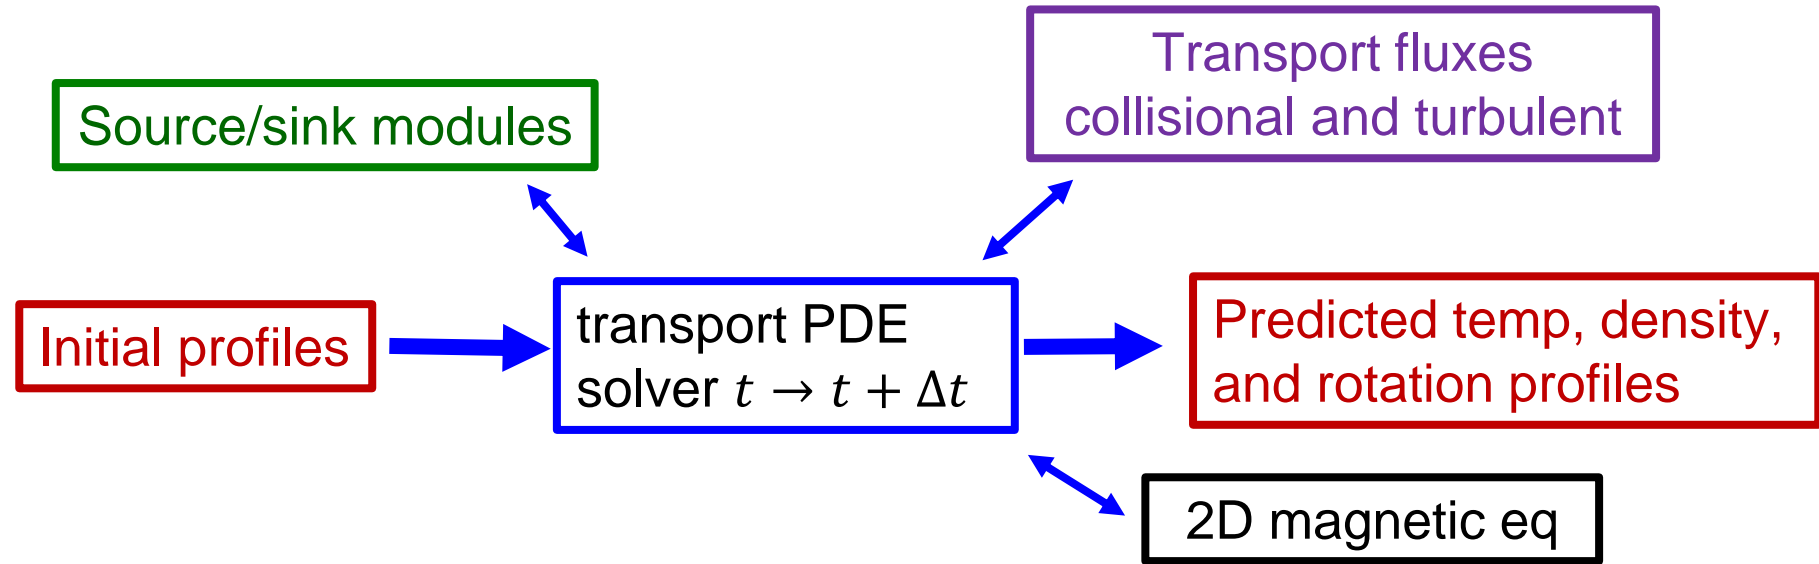 Transport fluxes
collisional and turbulent
Source/sink modules
Initial profiles
transport PDE
solver 𝑡 → 𝑡 + Δ𝑡
Predicted temp, density,
and rotation profiles
2D magnetic eq